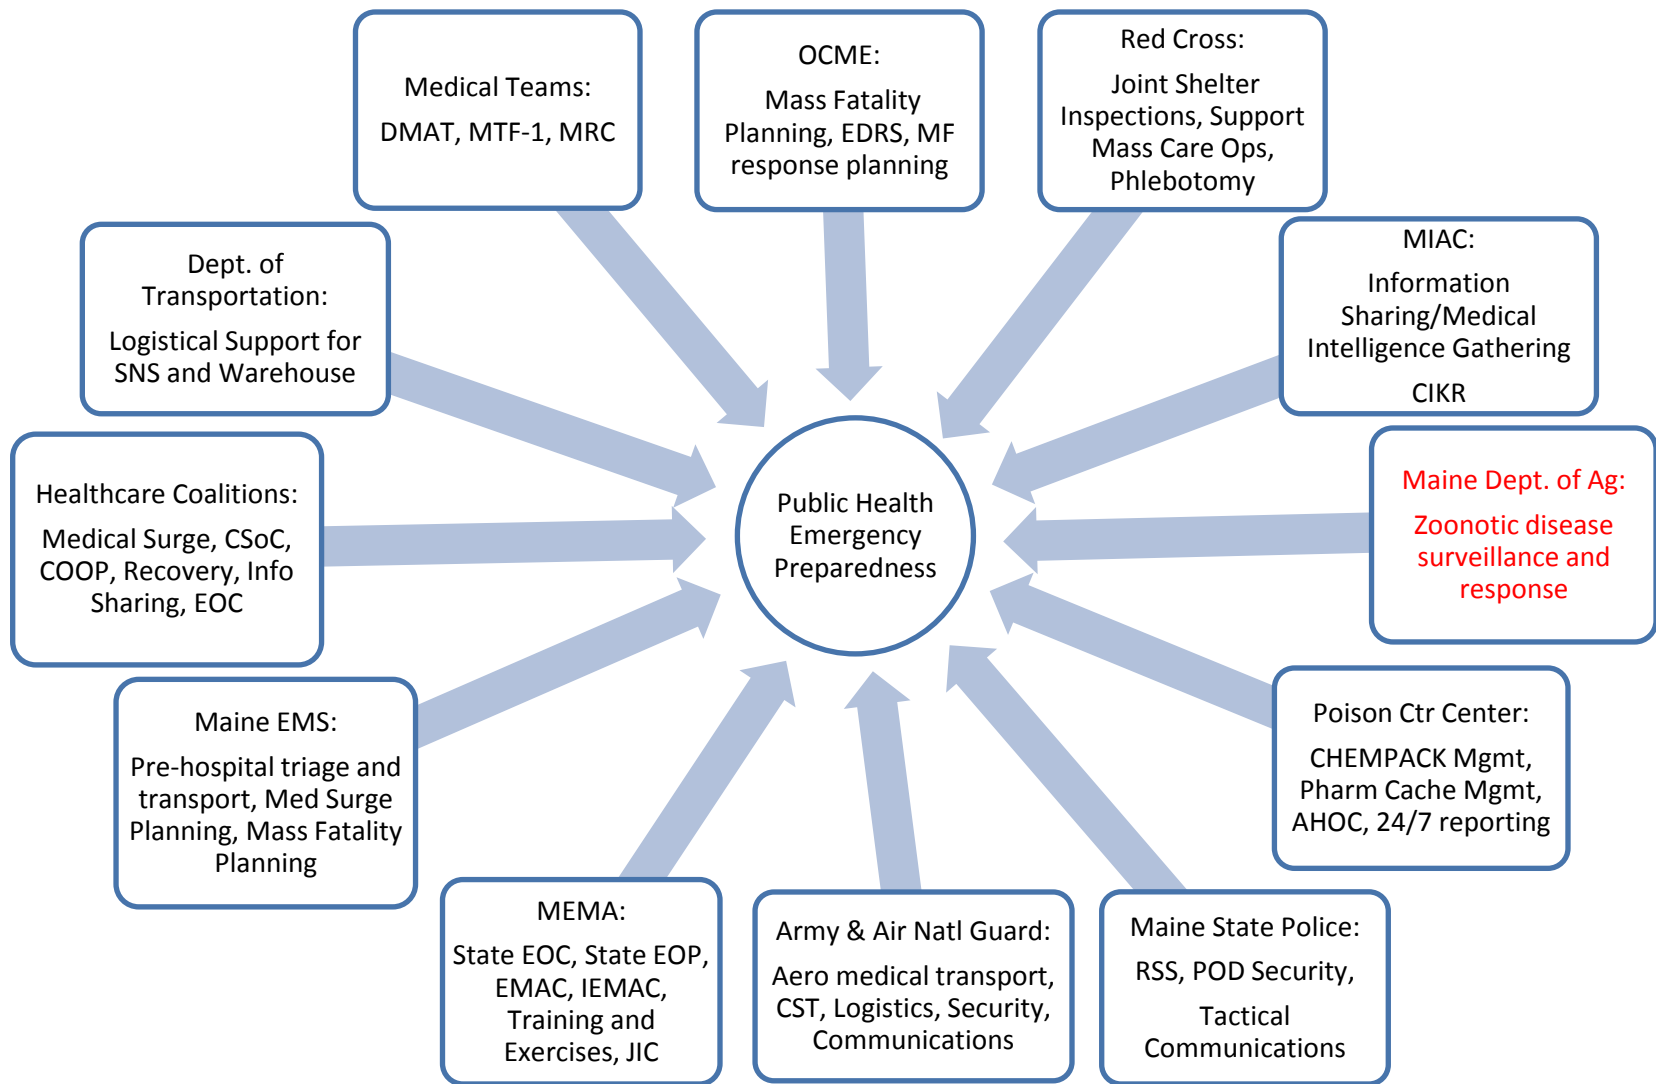 Medical Teams:
DMAT, MTF-1, MRC
OCME:
Mass Fatality
Planning, EDRS, MF
response planning
Red Cross:
Joint Shelter
Inspections, Support
Mass Care Ops,
Phlebotomy
Dept. of
Transportation:
Logistical Support for
SNS and Warehouse
MIAC:
Information
Sharing/Medical
Intelligence Gathering
CIKR
Healthcare Coalitions:
Medical Surge, CSoC,
COOP, Recovery, Info
Sharing, EOC
Public Health
Emergency
Preparedness
Maine Dept. of Ag:
Zoonotic disease
surveillance and
response
Maine EMS:
Pre-hospital triage and
transport, Med Surge
Planning, Mass Fatality
Planning
Poison Ctr Center:
CHEMPACK Mgmt,
Pharm Cache Mgmt,
AHOC, 24/7 reporting
MEMA:
State EOC, State EOP,
EMAC, IEMAC,
Training and
Exercises, JIC
Army & Air Natl Guard:
Aero medical transport,
CST, Logistics, Security,
Communications
Maine State Police:
RSS, POD Security,
Tactical
Communications